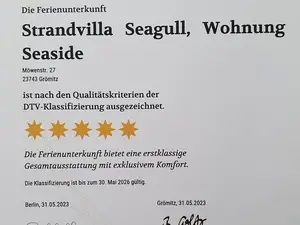 Die Ferienunterkunft
Strandvilla Seagull, Wohnung
Seaside
Möwenstr. 27
23743 Grömitz
ist nach den Qualitätskriterien der
DTV-Klassifizierung ausgezeichnet.
Die Ferienunterkunft bietet eine erstklassige
Gesamtausstattung mit exklusivem Komfort.
Die Klassifizierung ist bis zum 30. Mai 2026 gültig.
Berlin, 31.05.2023 Grömitz, 31.05.2023